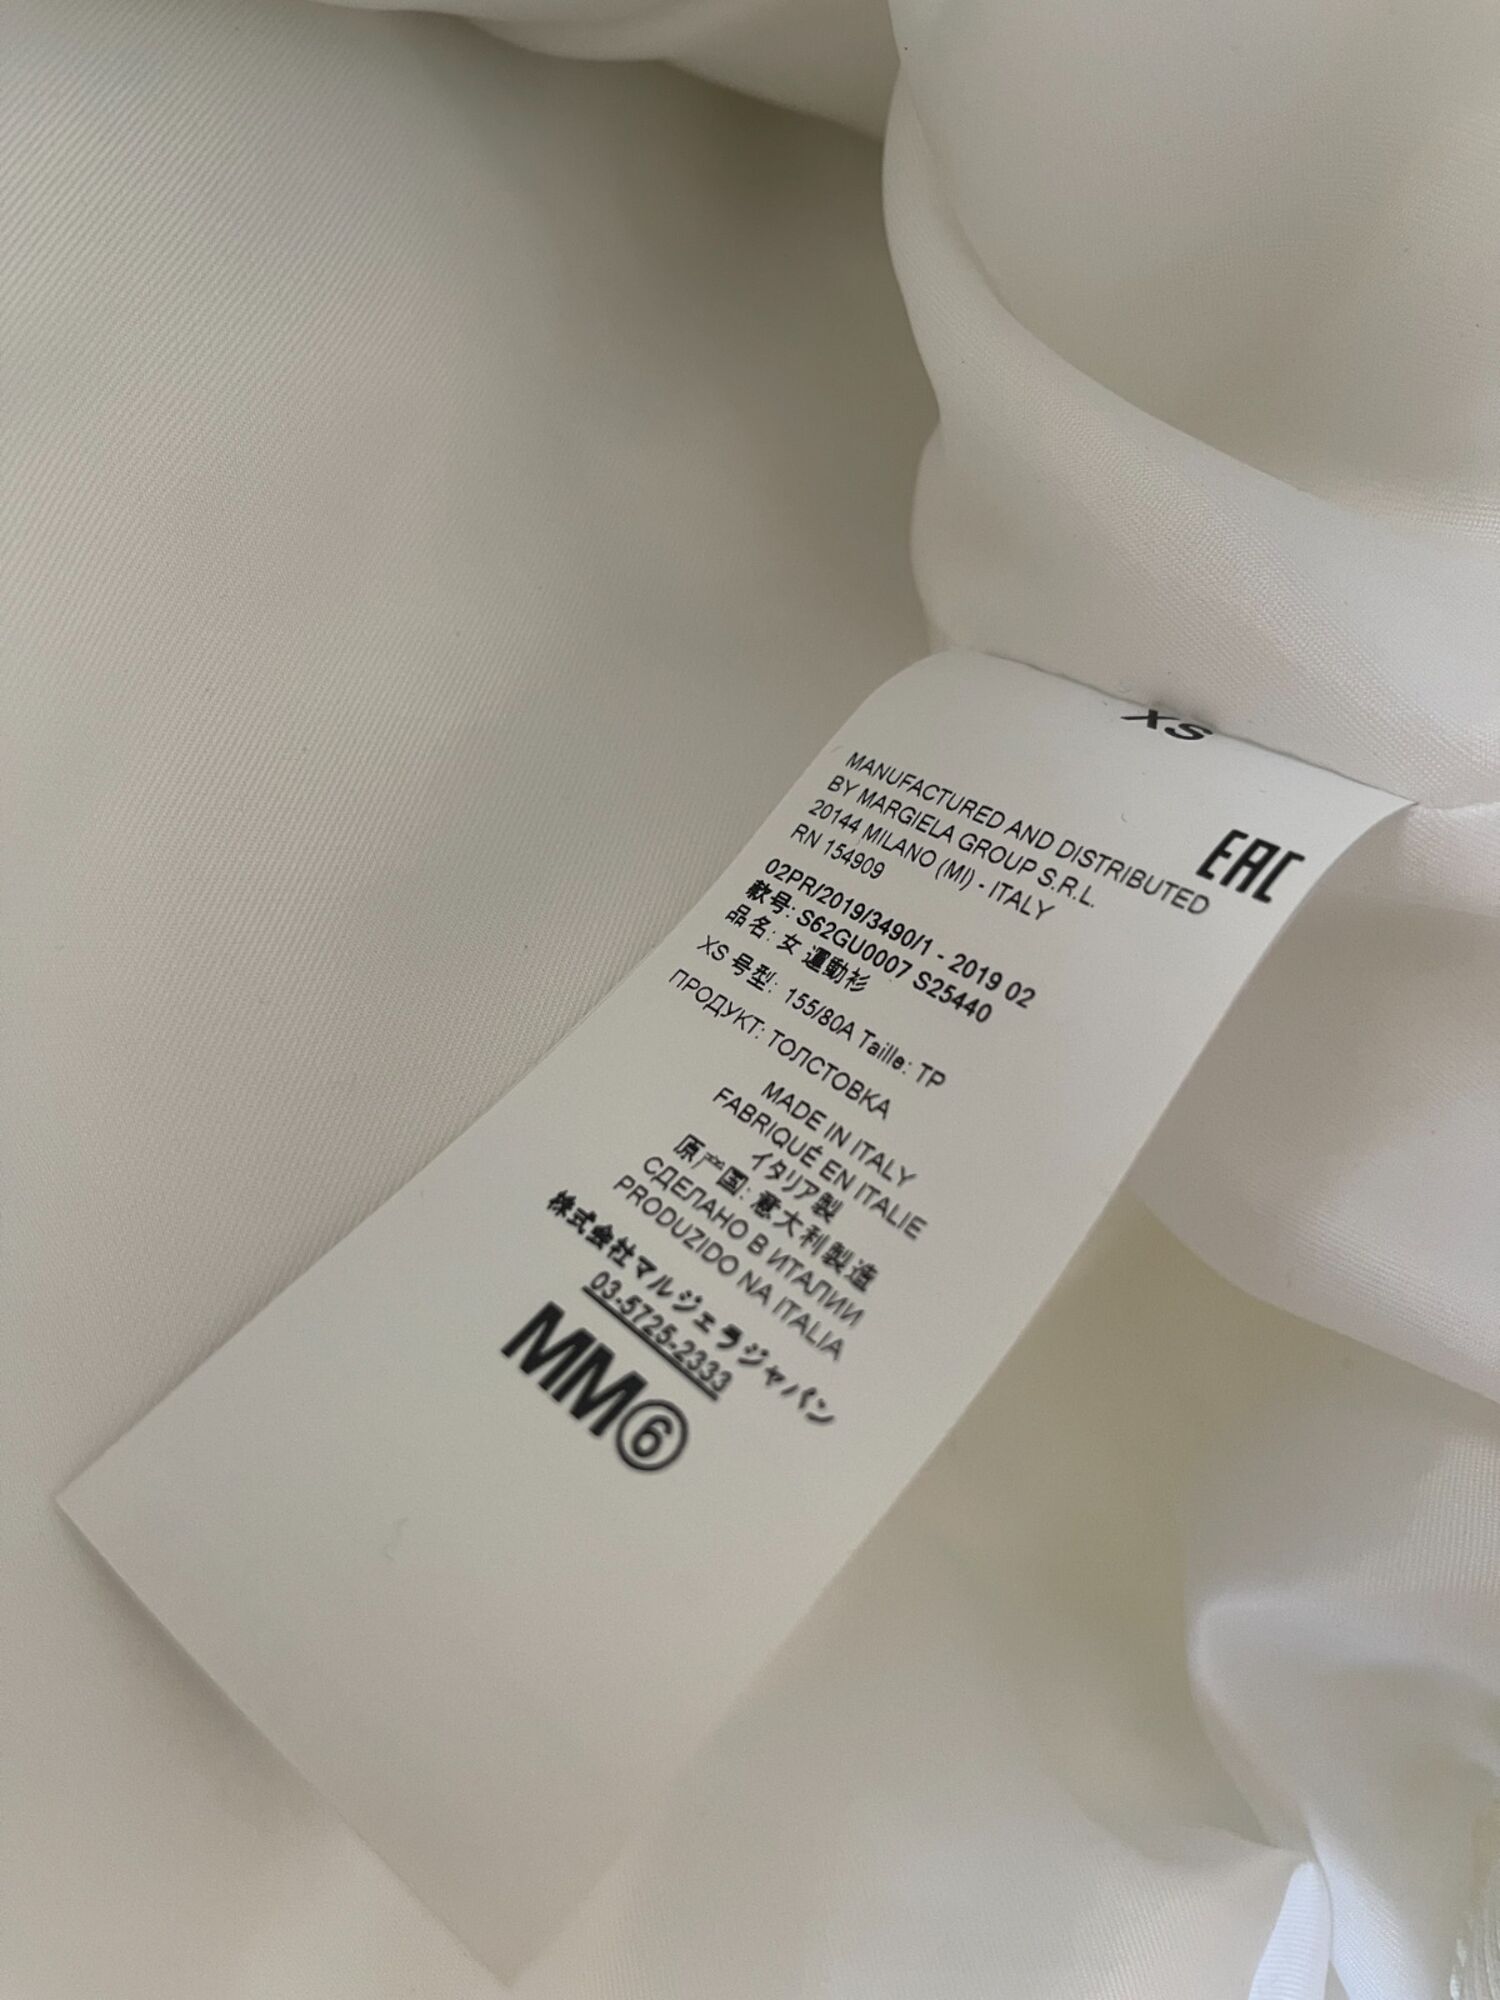 XS
MANUFACTURED AND DISTRIBUTED
BY MARGIELA GROUP S.R.L.
20144 MILANO (MI) - ITALY
RN 154909
EAC
02PR/2019/3490/1 - 2019 02
款号: S62GU0007 S25440
品名: 女 運動衫
XS 号型: 155/80A Taille: TP
ПРОДУКТ: ТОЛСТОВКА
MADE IN ITALY
FABRIQUÉ EN ITALIE
イタリア製
原产国: 意大利製造
СДЕЛАНО В ИТАЛИИ
PRODUZIDO NA ITALIA
株式会社マルジェラジャパン
03-5725-2333
MM⑥